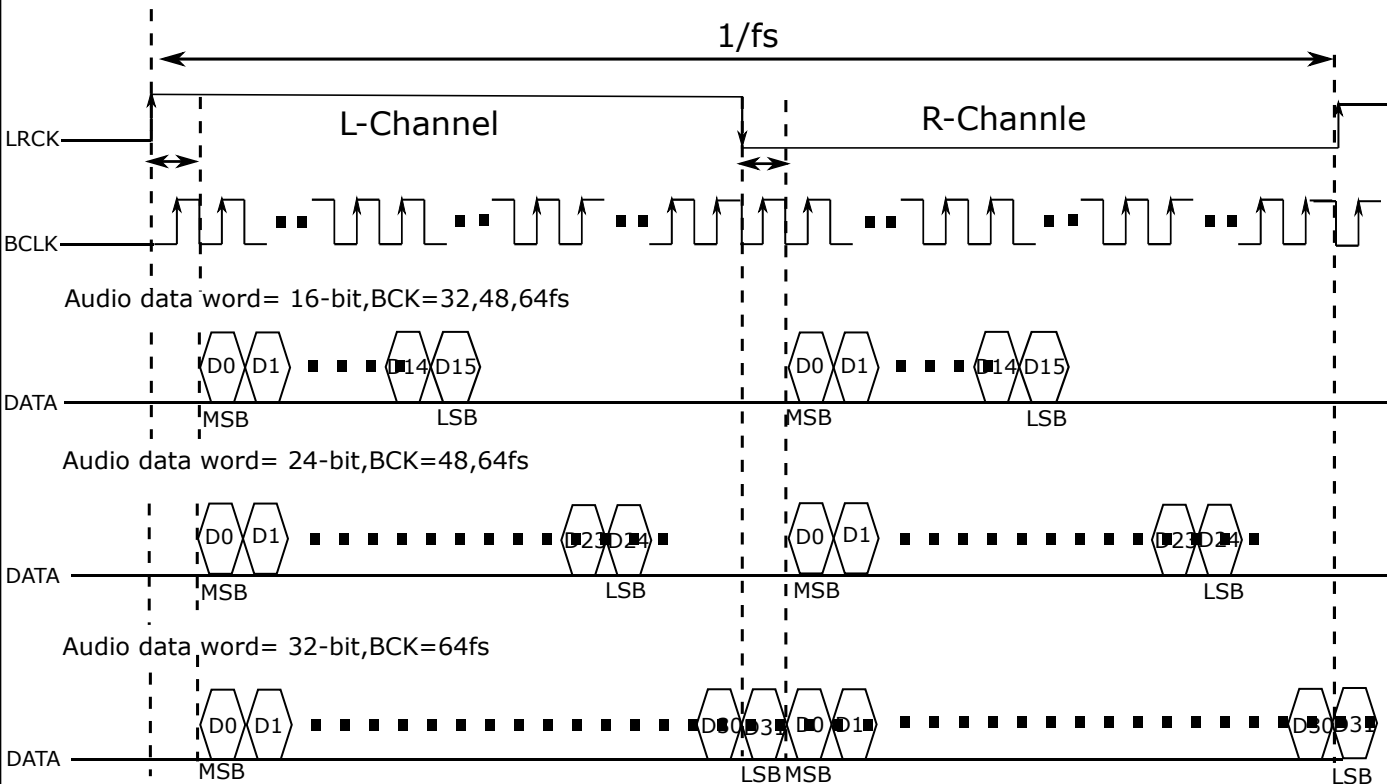 1/fs
L-Channel
R-Channle
LRCK
BCLK
Audio data word= 16-bit,BCK=32,48,64fs
D0 D1 D14 D15 D0 D1 D14 D15
DATA
MSB LSB MSB LSB
Audio data word= 24-bit,BCK=48,64fs
D0 D1 D23 D24 D0 D1 D23 D24
DATA
MSB LSB MSB LSB
Audio data word= 32-bit,BCK=64fs
D0 D1 D30 D31 D0 D1 D30 D31
DATA
MSB LSB MSB LSB